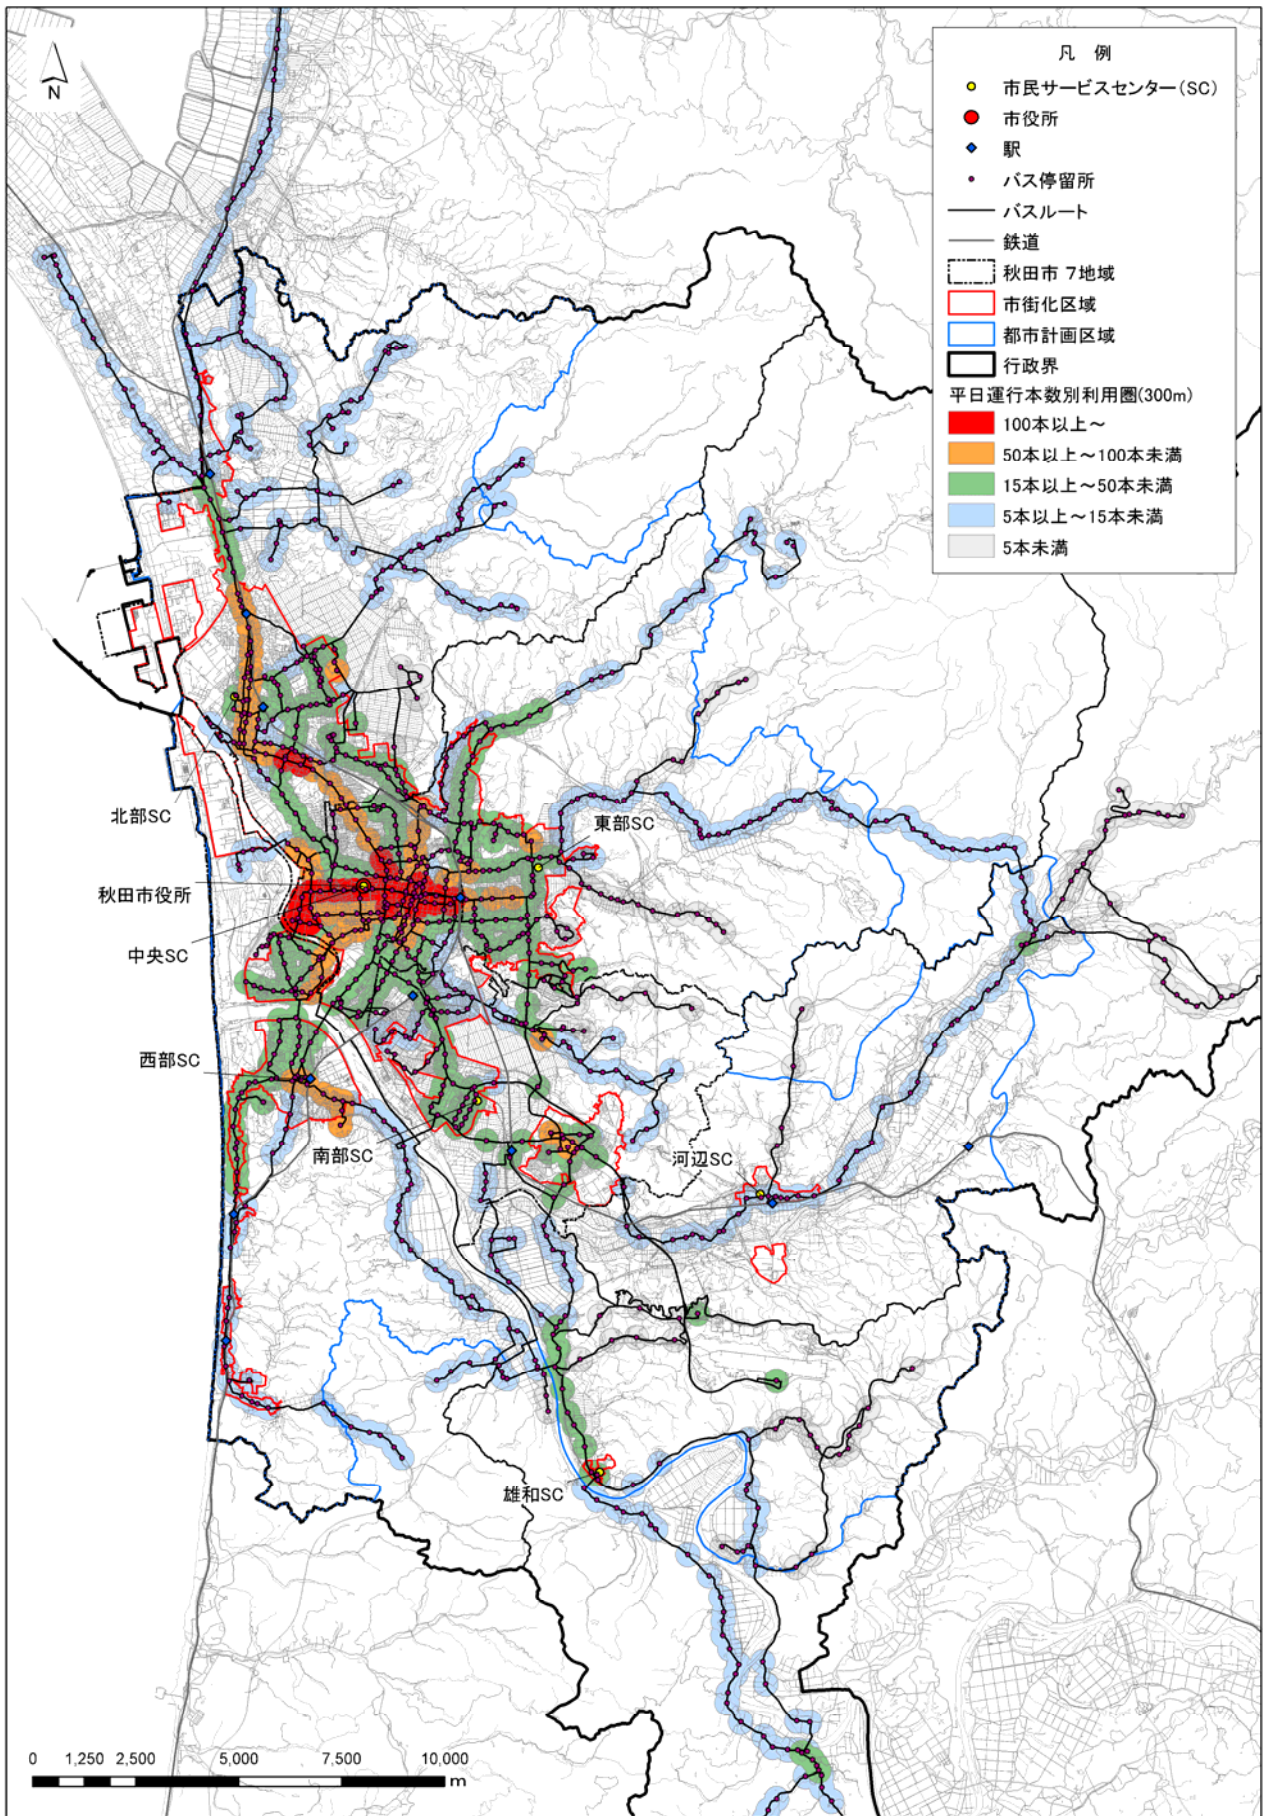 凡 例
市民サービスセンター(SC)
市役所
駅
バス停留所
バスルート
鉄道
秋田市 7地域
市街化区域
都市計画区域
行政界
平日運行本数別利用圏(300m)
100本以上～
50本以上～100本未満
15本以上～50本未満
5本以上～15本未満
5本未満
N
北部SC
東部SC
秋田市役所
中央SC
西部SC
南部SC
河辺SC
雄和SC
0 1,250 2,500 5,000 7,500 10,000
m